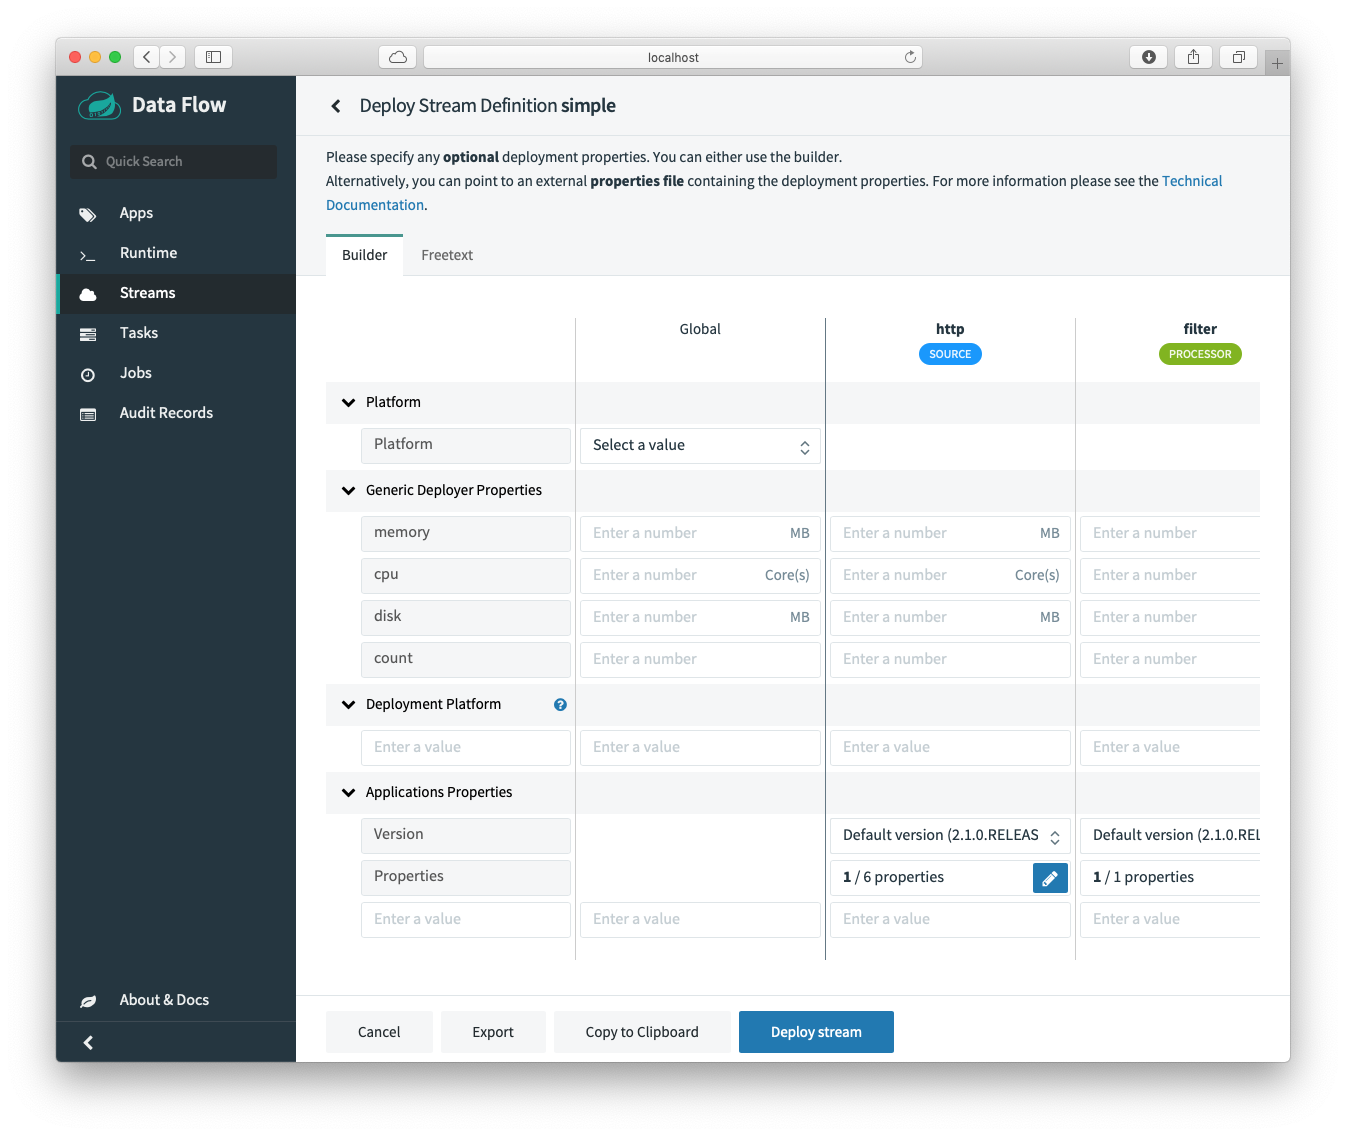 localhost
Data Flow
Quick Search
Apps
Runtime
Streams
Tasks
Jobs
Audit Records
About & Docs
Deploy Stream Definition simple
Please specify any optional deployment properties. You can either use the builder.
Alternatively, you can point to an external properties file containing the deployment properties. For more information please see the Technical
Documentation.
Builder Freetext
Global http filter
SOURCE PROCESSOR
Platform
Platform Select a value
Generic Deployer Properties
memory Enter a number MB Enter a number MB Enter a number
cpu Enter a number Core(s) Enter a number Core(s) Enter a number
disk Enter a number MB Enter a number MB Enter a number
count Enter a number Enter a number Enter a number
Deployment Platform ?
Enter a value Enter a value Enter a value Enter a value
Applications Properties
Version Default version (2.1.0.RELEAS Default version (2.1.0.REL
Properties 1 / 6 properties 1 / 1 properties
Enter a value Enter a value Enter a value Enter a value
Cancel Export Copy to Clipboard Deploy stream